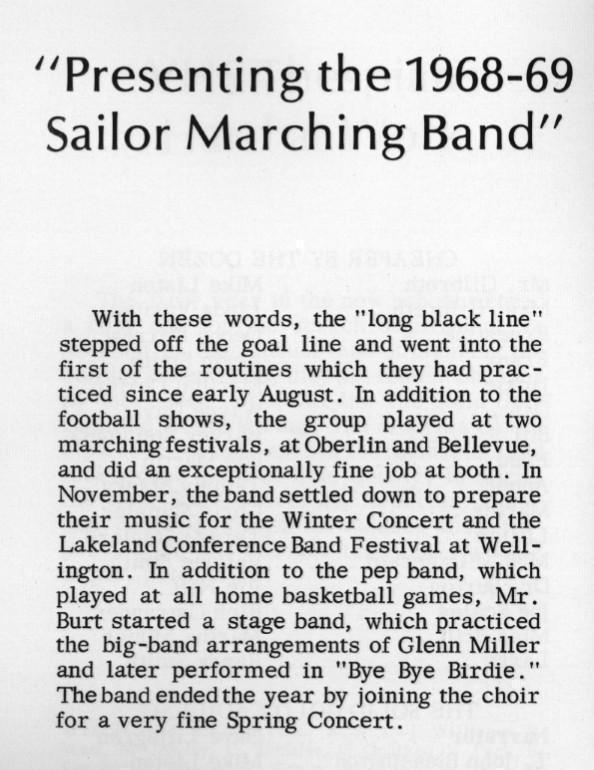 "Presenting the 1968-69
Sailor Marching Band"
With these words, the "long black line"
stepped off the goal line and went into the
first of the routines which they had prac-
ticed since early August. In addition to the
football shows, the group played at two
marching festivals, at Oberlin and Bellevue,
and did an exceptionally fine job at both. In
November, the band settled down to prepare
their music for the Winter Concert and the
Lakeland Conference Band Festival at Well-
ington. In addition to the pep band, which
played at all home basketball games, Mr.
Burt started a stage band, which practiced
the big-band arrangements of Glenn Miller
and later performed in "Bye Bye Birdie."
The band ended the year by joining the choir
for a very fine Spring Concert.